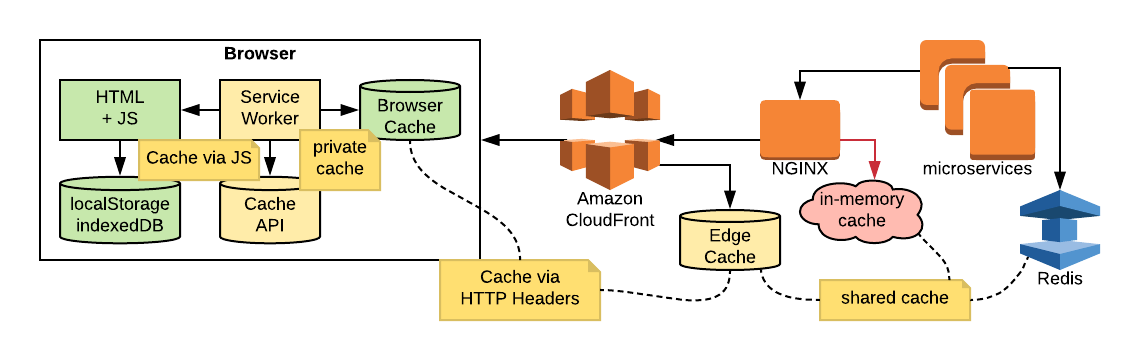 Browser
HTML
+ JS
Service
Worker
Browser
Cache
Cache via JS
private
cache
localStorage
indexedDB
Cache
API
Amazon
CloudFront
Edge
Cache
NGINX
in-memory
cache
microservices
Redis
Cache via
HTTP Headers
shared cache